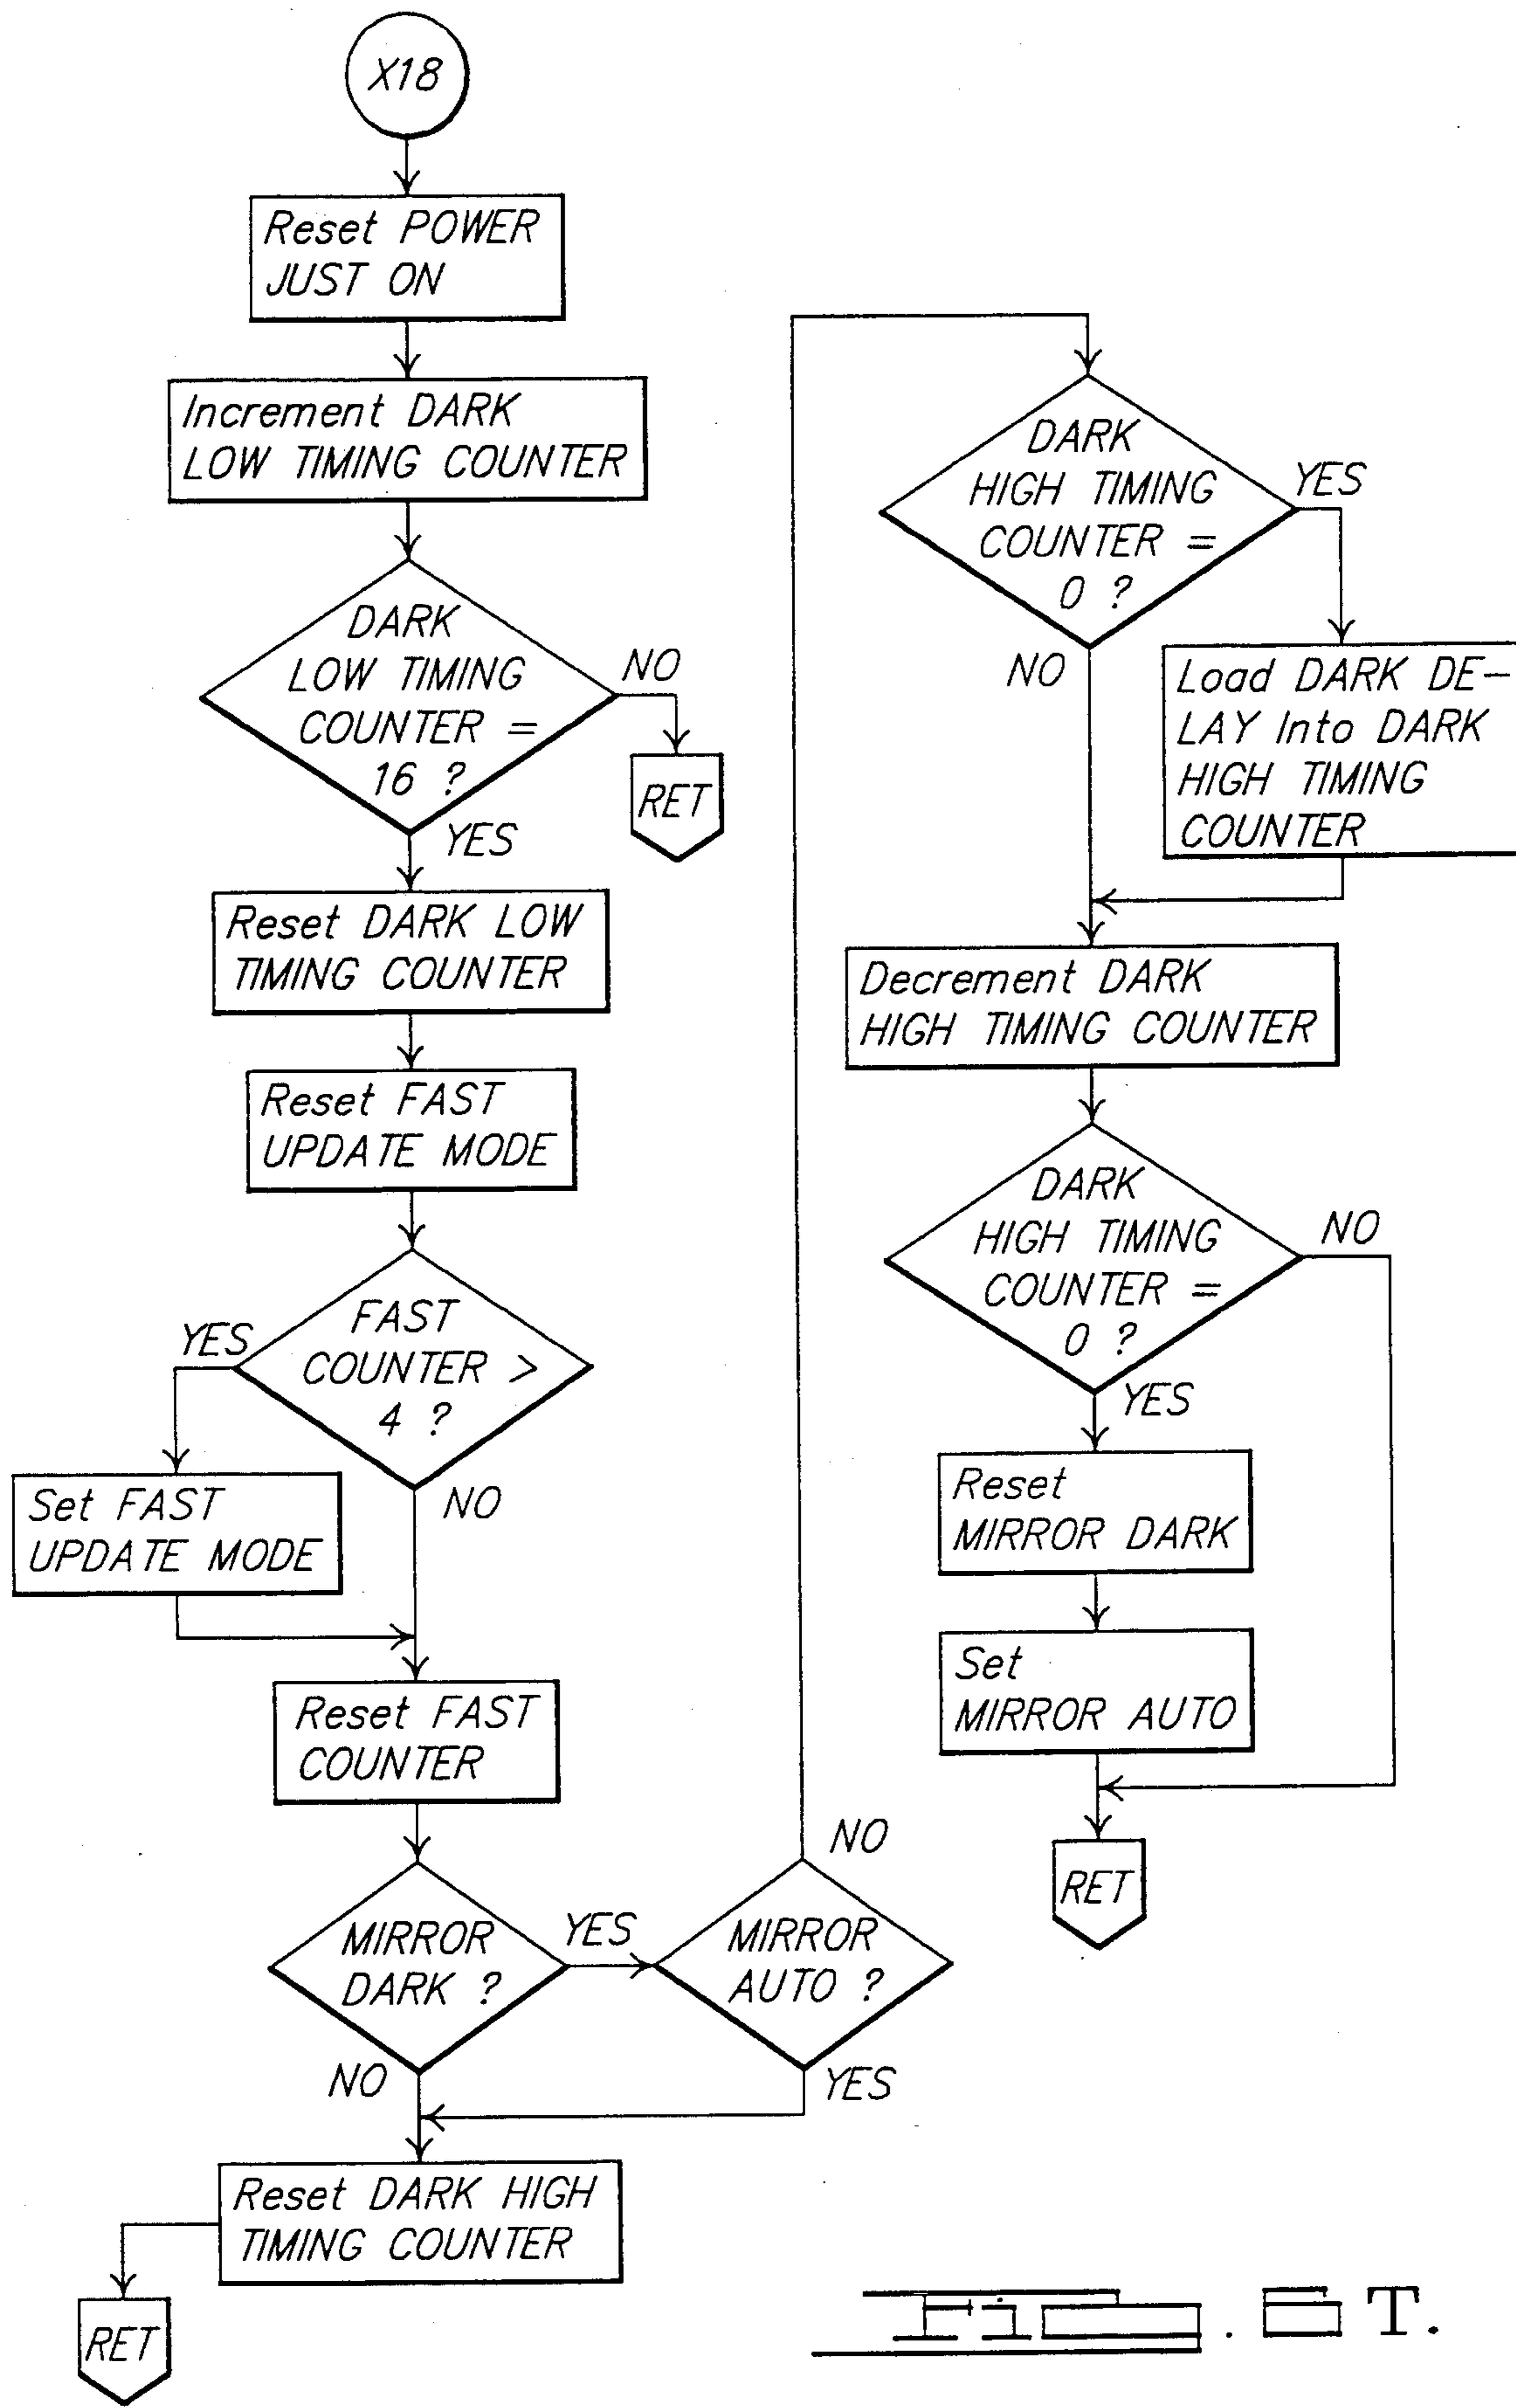 X18
Reset POWER
JUST ON
Increment DARK
LOW TIMING COUNTER
DARK
LOW TIMING
COUNTER =
16 ?
NO
RET
YES
Reset DARK LOW
TIMING COUNTER
Reset FAST
UPDATE MODE
FAST
COUNTER >
4 ?
YES
Set FAST
UPDATE MODE
NO
Reset FAST
COUNTER
MIRROR
DARK ?
YES
NO
MIRROR
AUTO ?
NO
YES
Reset DARK HIGH
TIMING COUNTER
RET
DARK
HIGH TIMING
COUNTER =
0 ?
YES
NO
Load DARK DE-
LAY Into DARK
HIGH TIMING
COUNTER
Decrement DARK
HIGH TIMING COUNTER
DARK
HIGH TIMING
COUNTER =
0 ?
NO
YES
Reset
MIRROR DARK
Set
MIRROR AUTO
RET
T.